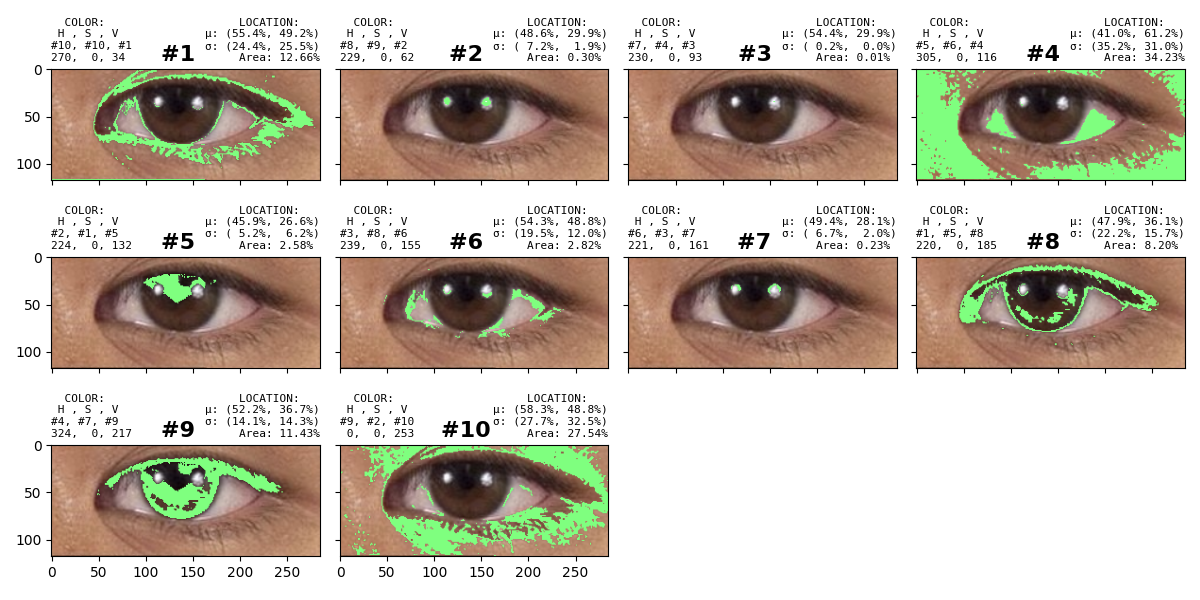 COLOR: LOCATION:
H , S , V μ: (55.4%, 49.2%)
#10, #10, #1 #1 σ: (24.4%, 25.5%)
270, 0, 34 Area: 12.66%
COLOR: LOCATION:
H , S , V μ: (48.6%, 29.9%)
#8, #9, #2 #2 σ: ( 7.2%, 1.9%)
229, 0, 62 Area: 0.30%
COLOR: LOCATION:
H , S , V μ: (54.4%, 29.9%)
#7, #4, #3 #3 σ: ( 0.2%, 0.0%)
230, 0, 93 Area: 0.01%
COLOR: LOCATION:
H , S , V μ: (41.0%, 61.2%)
#5, #6, #4 #4 σ: (35.2%, 31.0%)
305, 0, 116 Area: 34.23%
0
50
100
COLOR: LOCATION:
H , S , V μ: (45.9%, 26.6%)
#2, #1, #5 #5 σ: ( 5.2%, 6.2%)
224, 0, 132 Area: 2.58%
COLOR: LOCATION:
H , S , V μ: (54.3%, 48.8%)
#3, #8, #6 #6 σ: (19.5%, 12.0%)
239, 0, 155 Area: 2.82%
COLOR: LOCATION:
H , S , V μ: (49.4%, 28.1%)
#6, #3, #7 #7 σ: ( 6.7%, 2.0%)
221, 0, 161 Area: 0.23%
COLOR: LOCATION:
H , S , V μ: (47.9%, 36.1%)
#1, #5, #8 #8 σ: (22.2%, 15.7%)
220, 0, 185 Area: 8.20%
0
50
100
COLOR: LOCATION:
H , S , V μ: (52.2%, 36.7%)
#4, #7, #9 #9 σ: (14.1%, 14.3%)
324, 0, 217 Area: 11.43%
COLOR: LOCATION:
H , S , V μ: (58.3%, 48.8%)
#9, #2, #10 #10 σ: (27.7%, 32.5%)
0, 0, 253 Area: 27.54%
0
50
100
0 50 100 150 200 250
0 50 100 150 200 250